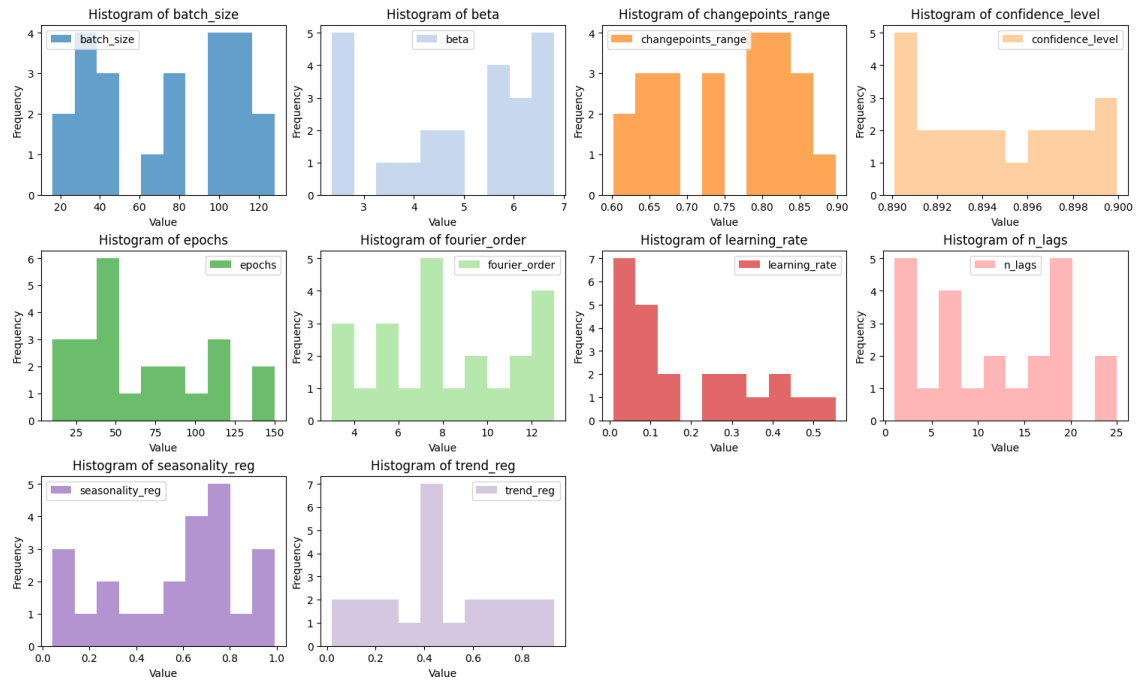 Histogram of batch_size
Frequency
4
3
2
1
0
batch_size
20 40 60 80 100 120
Value
Histogram of beta
Frequency
5
4
3
2
1
0
beta
3 4 5 6 7
Value
Histogram of changepoints_range
Frequency
4
3
2
1
0
changepoints_range
0.60 0.65 0.70 0.75 0.80 0.85 0.90
Value
Histogram of confidence_level
Frequency
5
4
3
2
1
0
confidence_level
0.890 0.892 0.894 0.896 0.898 0.900
Value
Histogram of epochs
Frequency
6
5
4
3
2
1
0
epochs
25 50 75 100 125 150
Value
Histogram of fourier_order
Frequency
5
4
3
2
1
0
fourier_order
4 6 8 10 12
Value
Histogram of learning_rate
Frequency
7
6
5
4
3
2
1
0
learning_rate
0.0 0.1 0.2 0.3 0.4 0.5
Value
Histogram of n_lags
Frequency
5
4
3
2
1
0
n_lags
0 5 10 15 20 25
Value
Histogram of seasonality_reg
Frequency
5
4
3
2
1
0
seasonality_reg
0.0 0.2 0.4 0.6 0.8 1.0
Value
Histogram of trend_reg
Frequency
7
6
5
4
3
2
1
0
trend_reg
0.0 0.2 0.4 0.6 0.8
Value